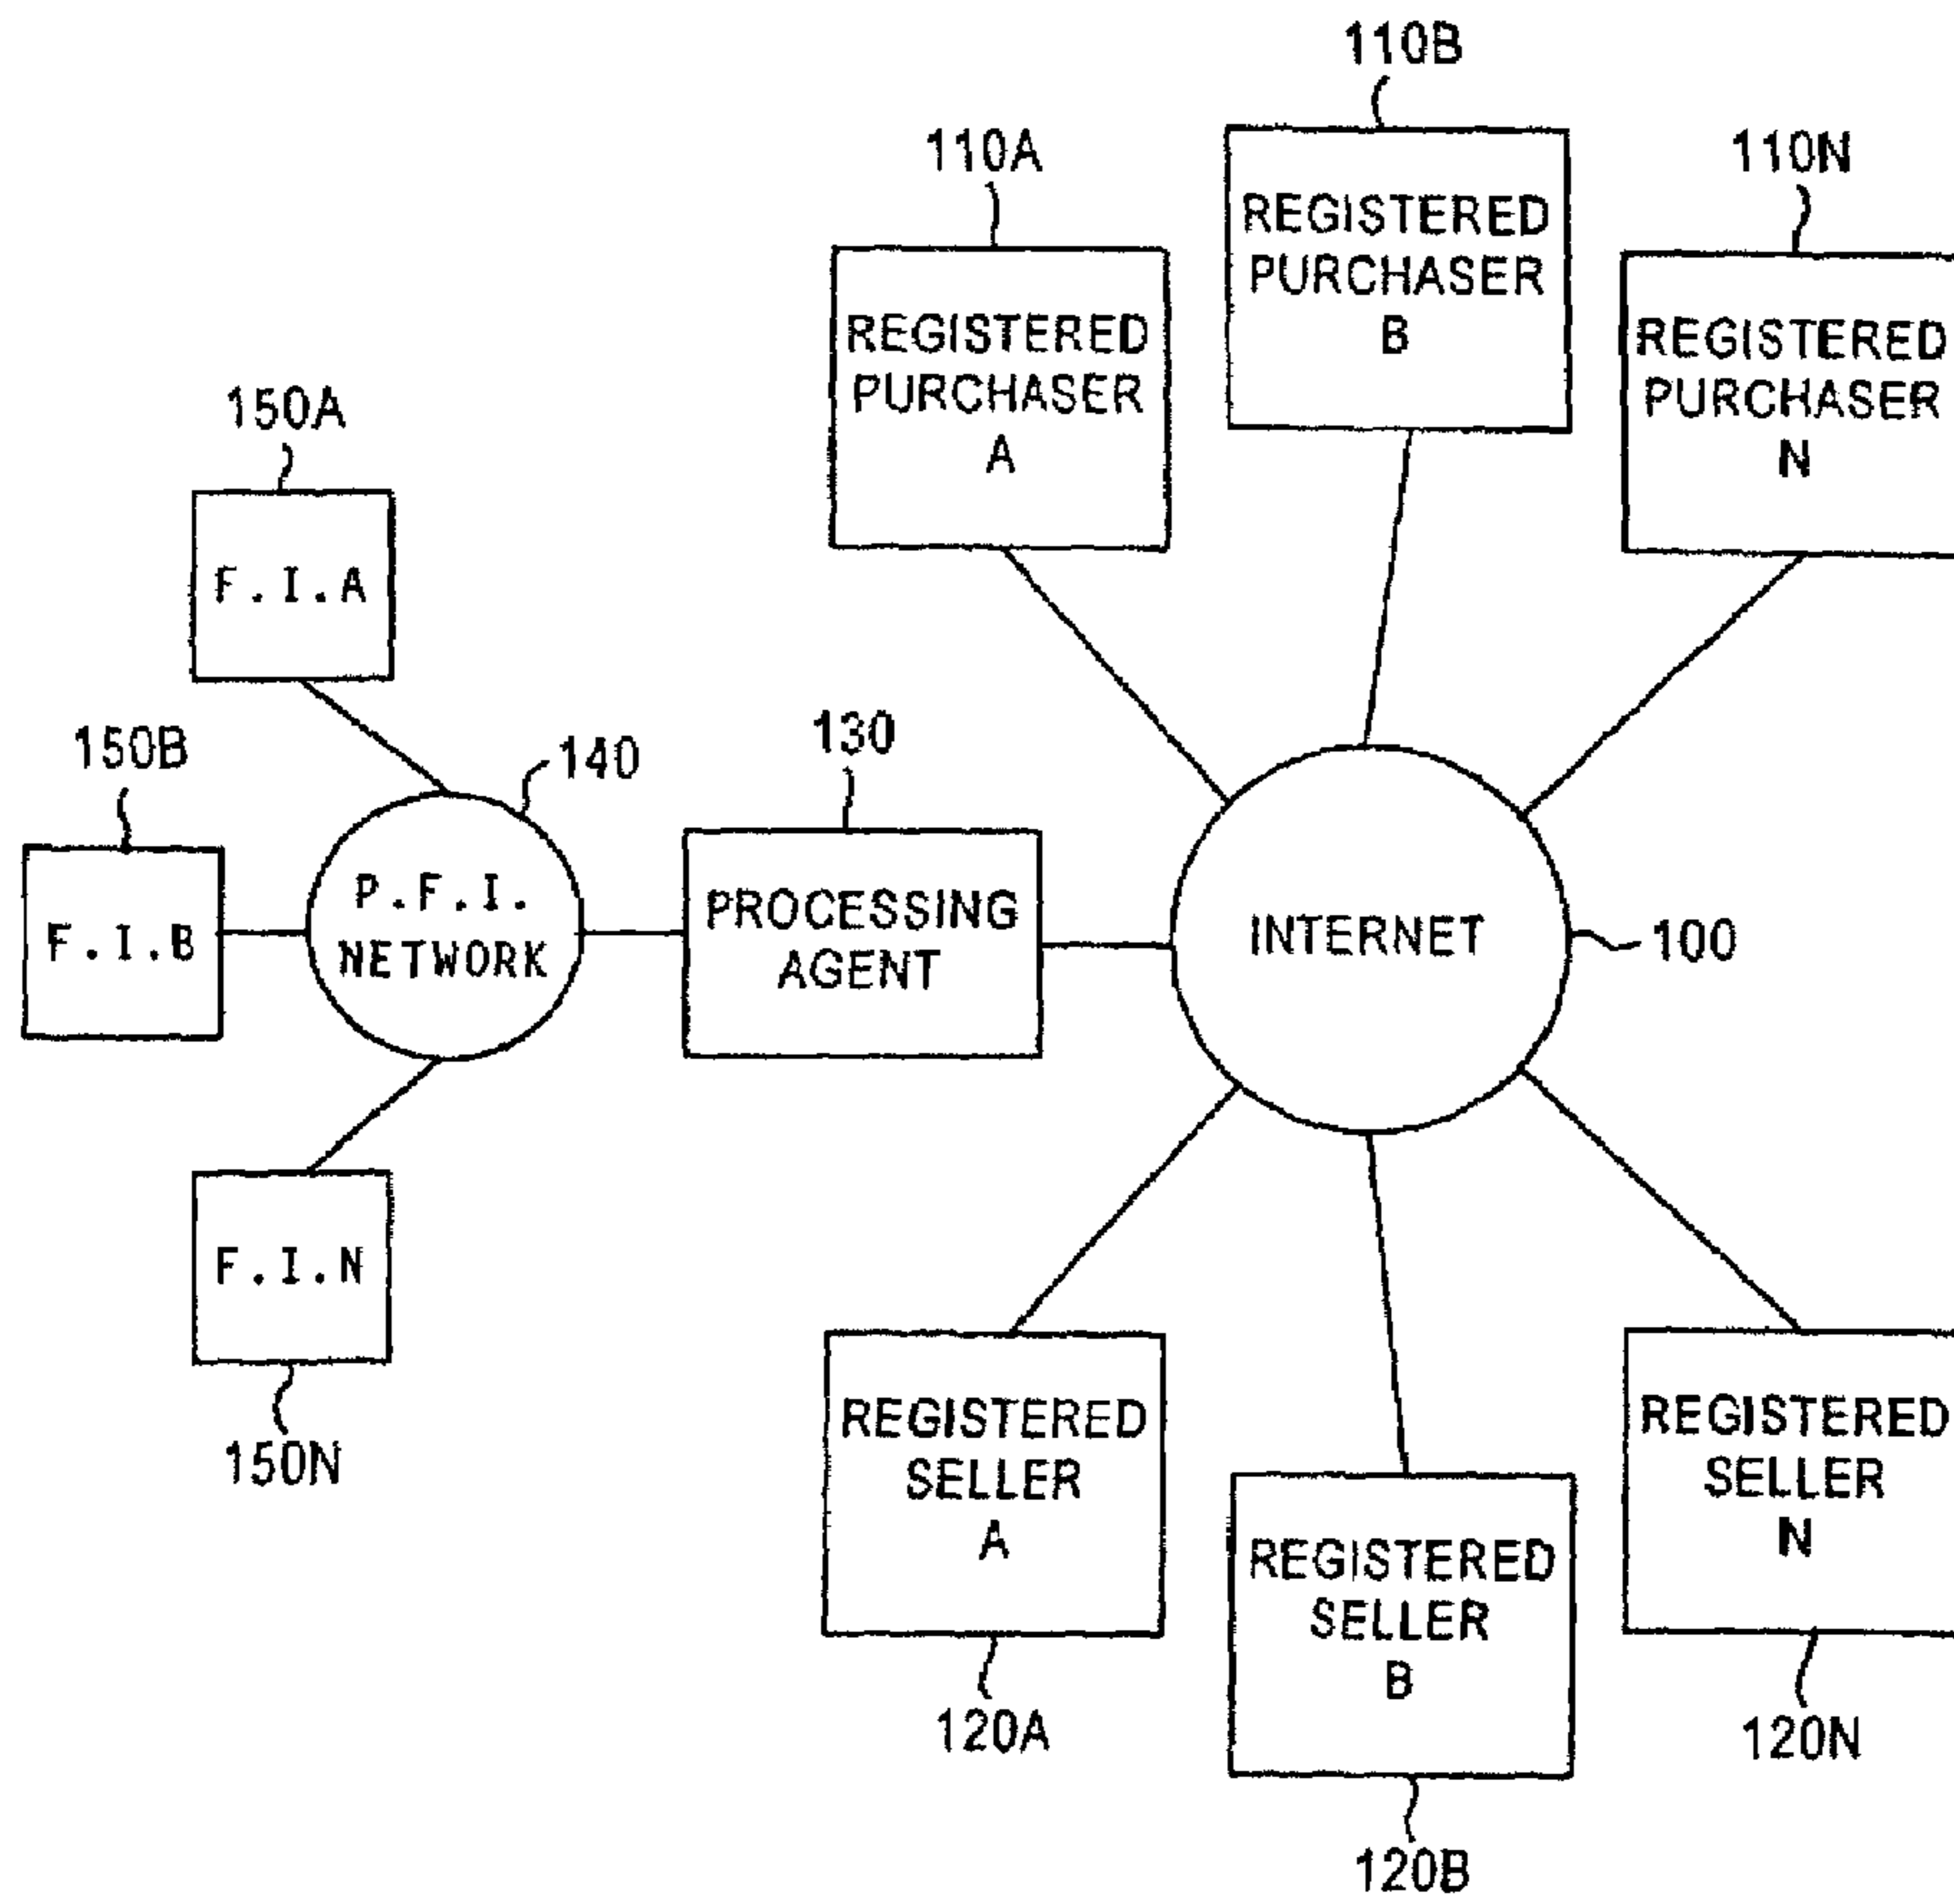 110B
110A
110N
REGISTERED
PURCHASER
B
REGISTERED
PURCHASER
A
REGISTERED
PURCHASER
N
150A
F.I.A
150B
140
130
F.I.B
P.F.I.
NETWORK
PROCESSING
AGENT
INTERNET
100
F.I.N
150N
REGISTERED
SELLER
A
REGISTERED
SELLER
B
REGISTERED
SELLER
N
120A
120B
120N